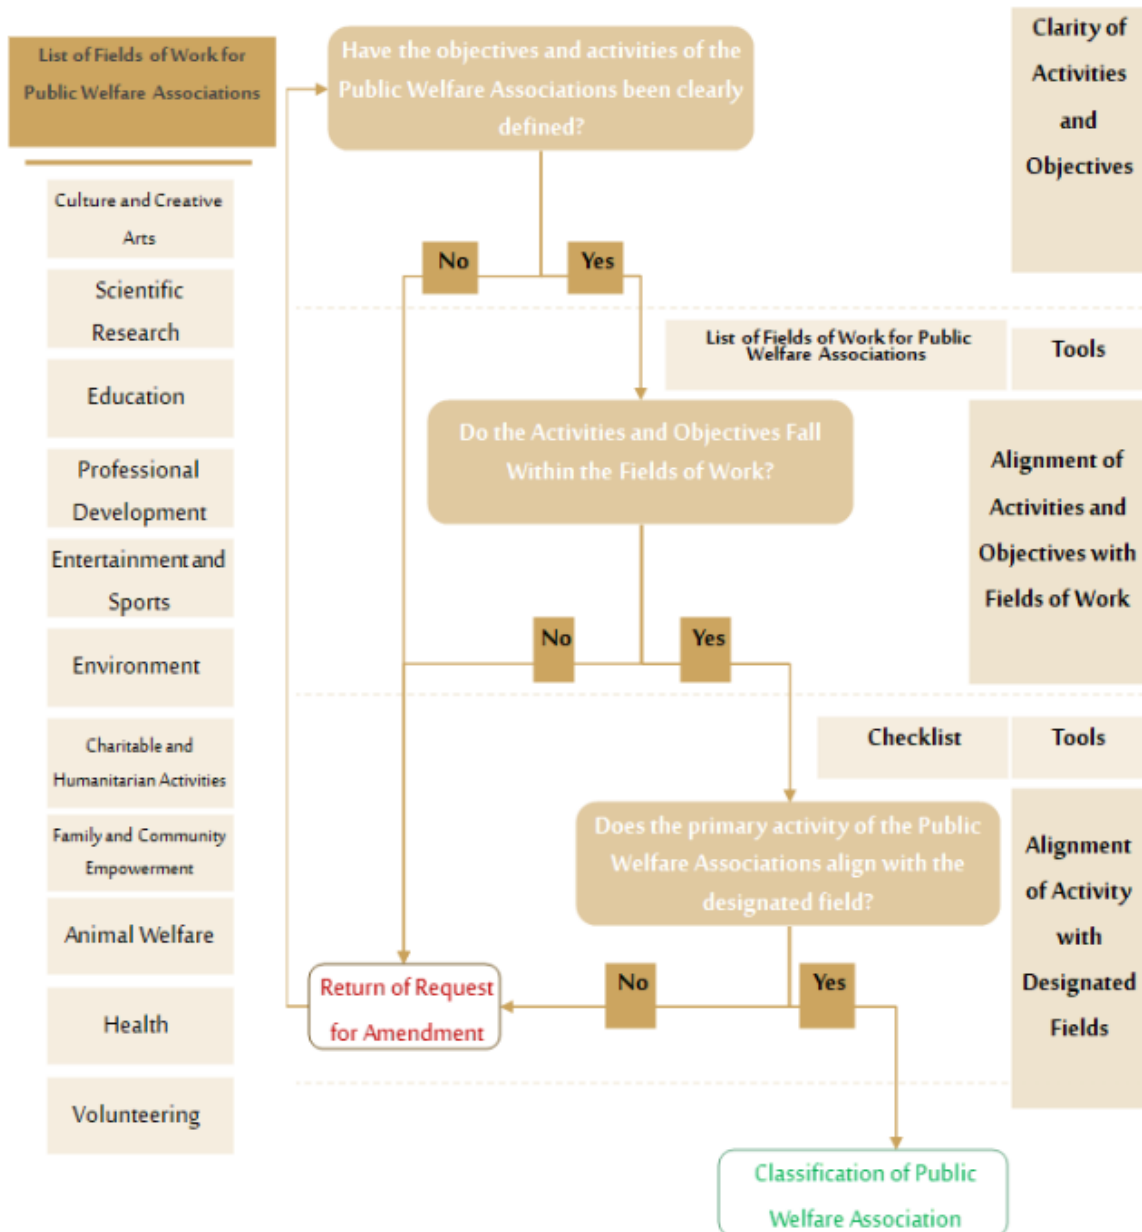 List of Fields of Work for
Public Welfare Associations
Culture and Creative
Arts
Scientific
Research
Education
Professional
Development
Entertainment and
Sports
Environment
Charitable and
Humanitarian Activities
Family and Community
Empowerment
Animal Welfare
Health
Volunteering
Have the objectives and activities of the
Public Welfare Associations been clearly
defined?
No
Yes
Clarity of
Activities
and
Objectives
List of Fields of Work for Public
Welfare Associations
Tools
Do the Activities and Objectives Fall
Within the Fields of Work?
No
Yes
Alignment of
Activities and
Objectives with
Fields of Work
Checklist
Tools
Does the primary activity of the Public
Welfare Associations align with the
designated field?
No
Yes
Alignment
of Activity
with
Designated
Fields
Return of Request
for Amendment
Classification of Public
Welfare Association